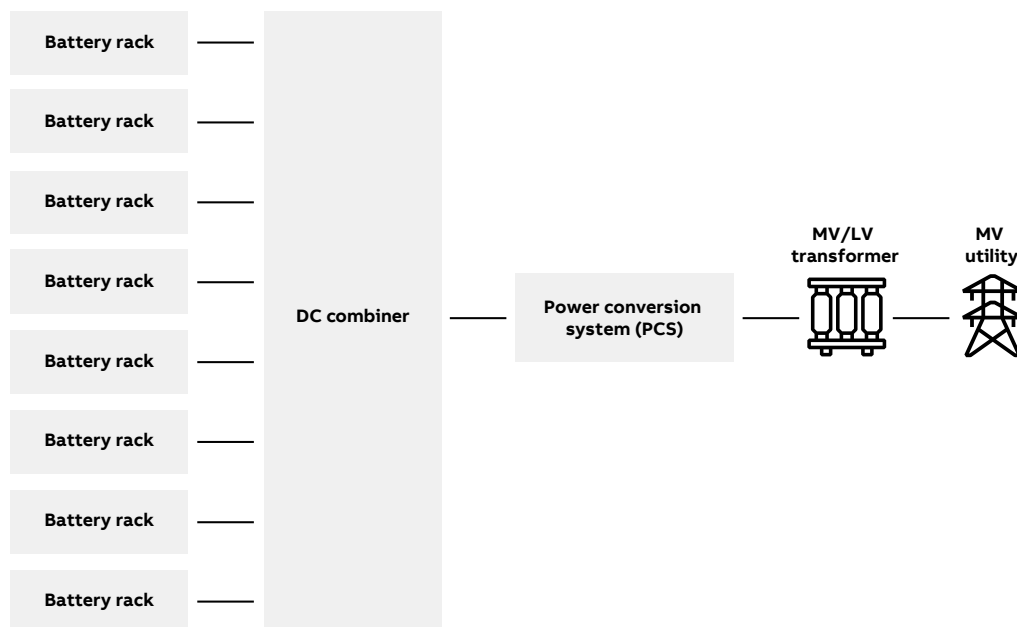 Battery rack
Battery rack
Battery rack
Battery rack
Battery rack
Battery rack
Battery rack
Battery rack
DC combiner
Power conversion
system (PCS)
MV/LV
transformer
MV
utility